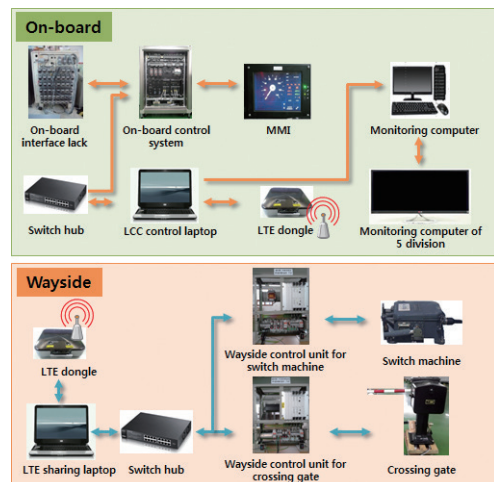 On-board
On-board
interface lack
On-board control
system
MMI
Monitoring computer
Switch hub
LCC control laptop
LTE dongle
Monitoring computer of
5 division
Wayside
LTE dongle
Wayside control unit for
switch machine
Switch machine
LTE sharing laptop
Switch hub
Wayside control unit for
crossing gate
Crossing gate